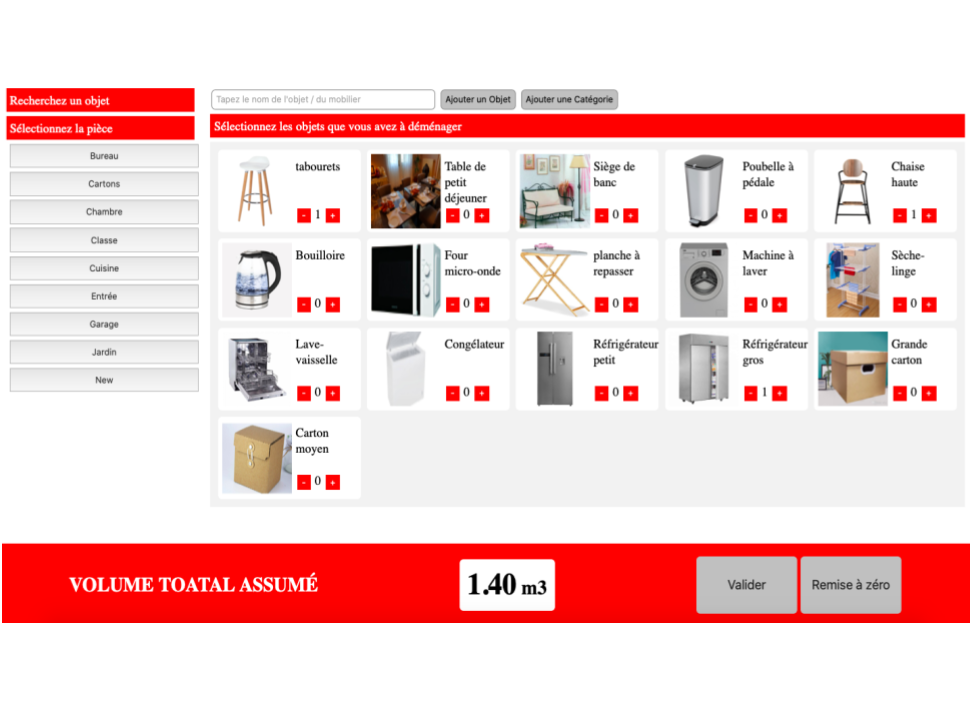 Recherchez un objet
Tapez le nom de l'objet / du mobilier
Ajouter un Objet
Ajouter une Catégorie
Sélectionnez la pièce
Sélectionnez les objets que vous avez à déménager
Bureau
Cartons
Chambre
Classe
Cuisine
Entrée
Garage
Jardin
New
tabourets
- 1 +
Table de
petit
déjeuner
- 0 +
Siège de
banc
- 0 +
Poubelle à
pédale
- 0 +
Chaise
haute
- 1 +
Bouilloire
- 0 +
Four
micro-onde
- 0 +
planche à
repasser
- 0 +
Machine à
laver
- 0 +
Sèche-
linge
- 0 +
Lave-
vaisselle
- 0 +
Congélateur
- 0 +
Réfrigérateur
petit
- 0 +
Réfrigérateur
gros
- 1 +
Grande
carton
- 0 +
Carton
moyen
- 0 +
VOLUME TOATAL ASSUMÉ
1.40 m3
Valider
Remise à zéro